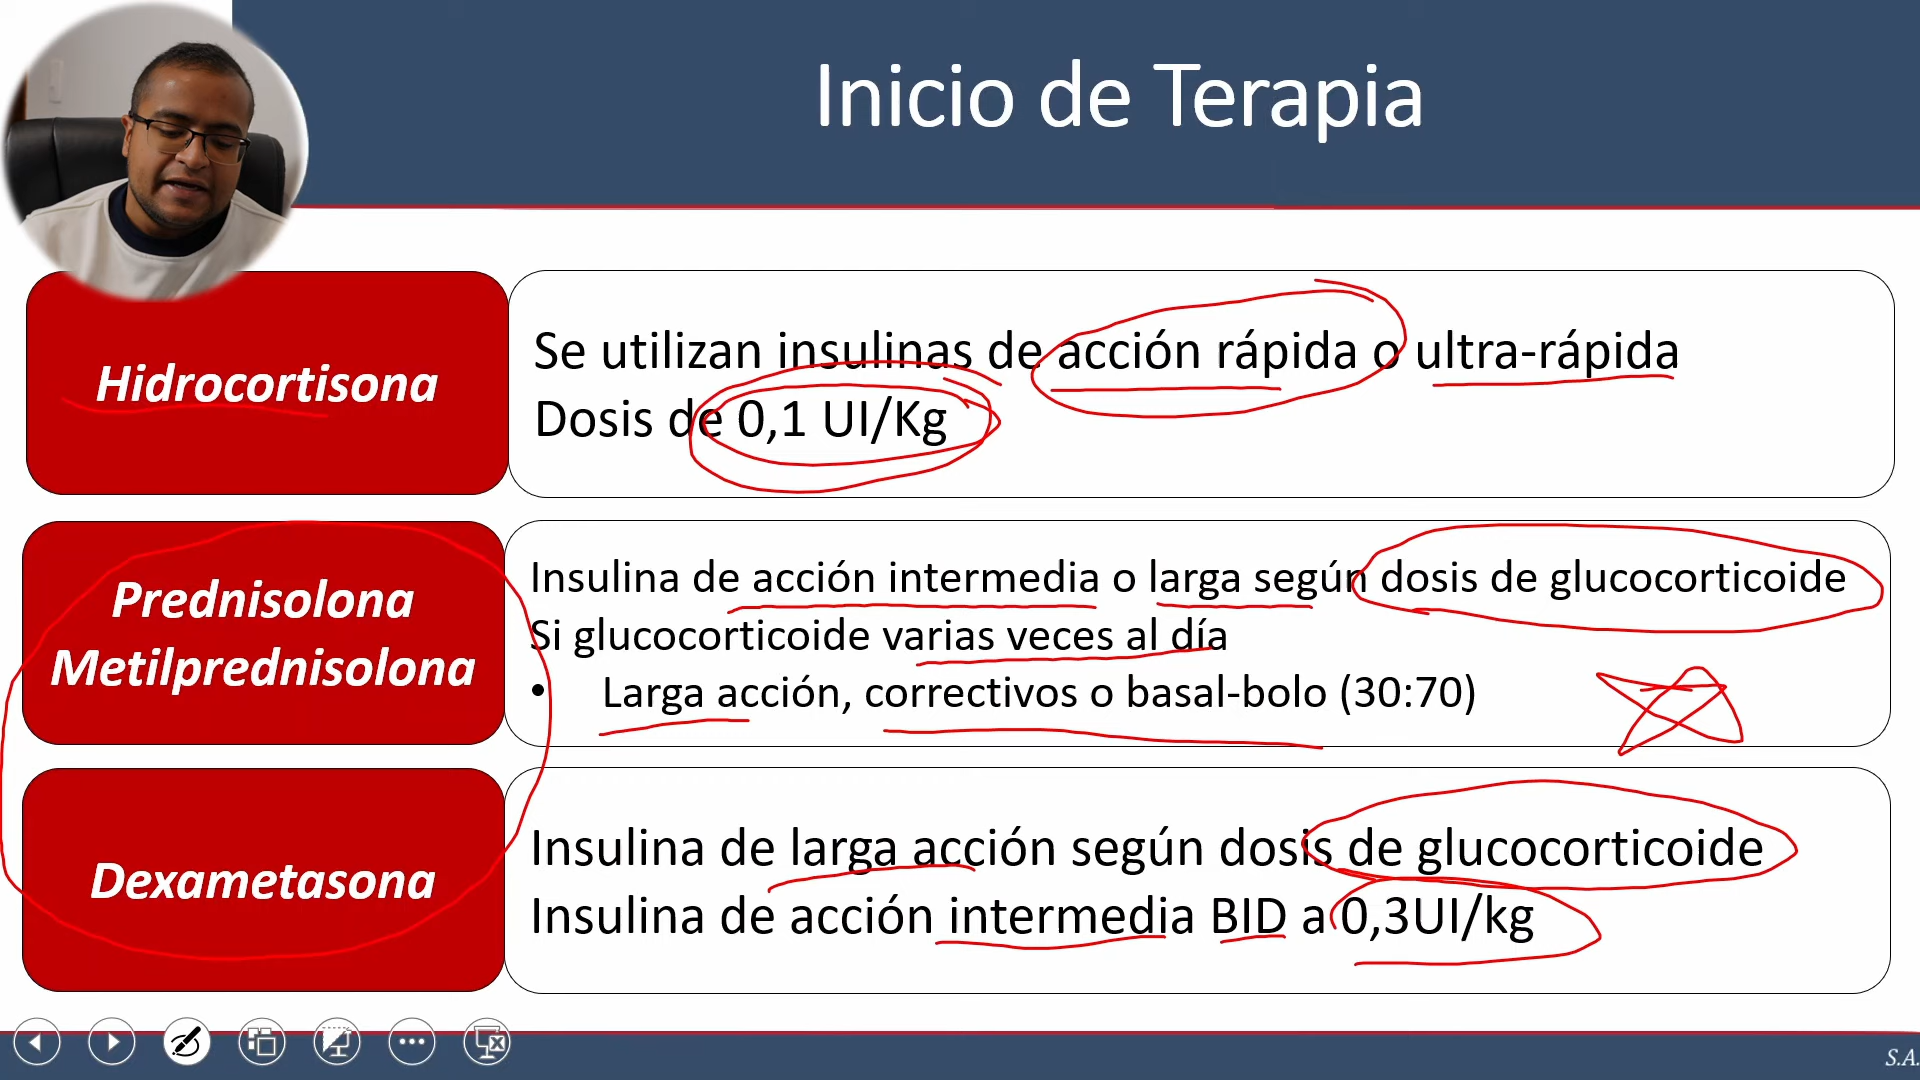 Inicio de Terapia
Hidrocortisona
Se utilizan insulinas de acción rápida o ultra-rápida
Dosis de 0,1 UI/Kg
Prednisolona
Metilprednisolona
Insulina de acción intermedia o larga según dosis de glucocorticoide
Si glucocorticoide varias veces al día
• Larga acción, correctivos o basal-bolo (30:70)
Dexametasona
Insulina de larga acción según dosis de glucocorticoide
Insulina de acción intermedia BID a 0,3UI/kg
S.A.